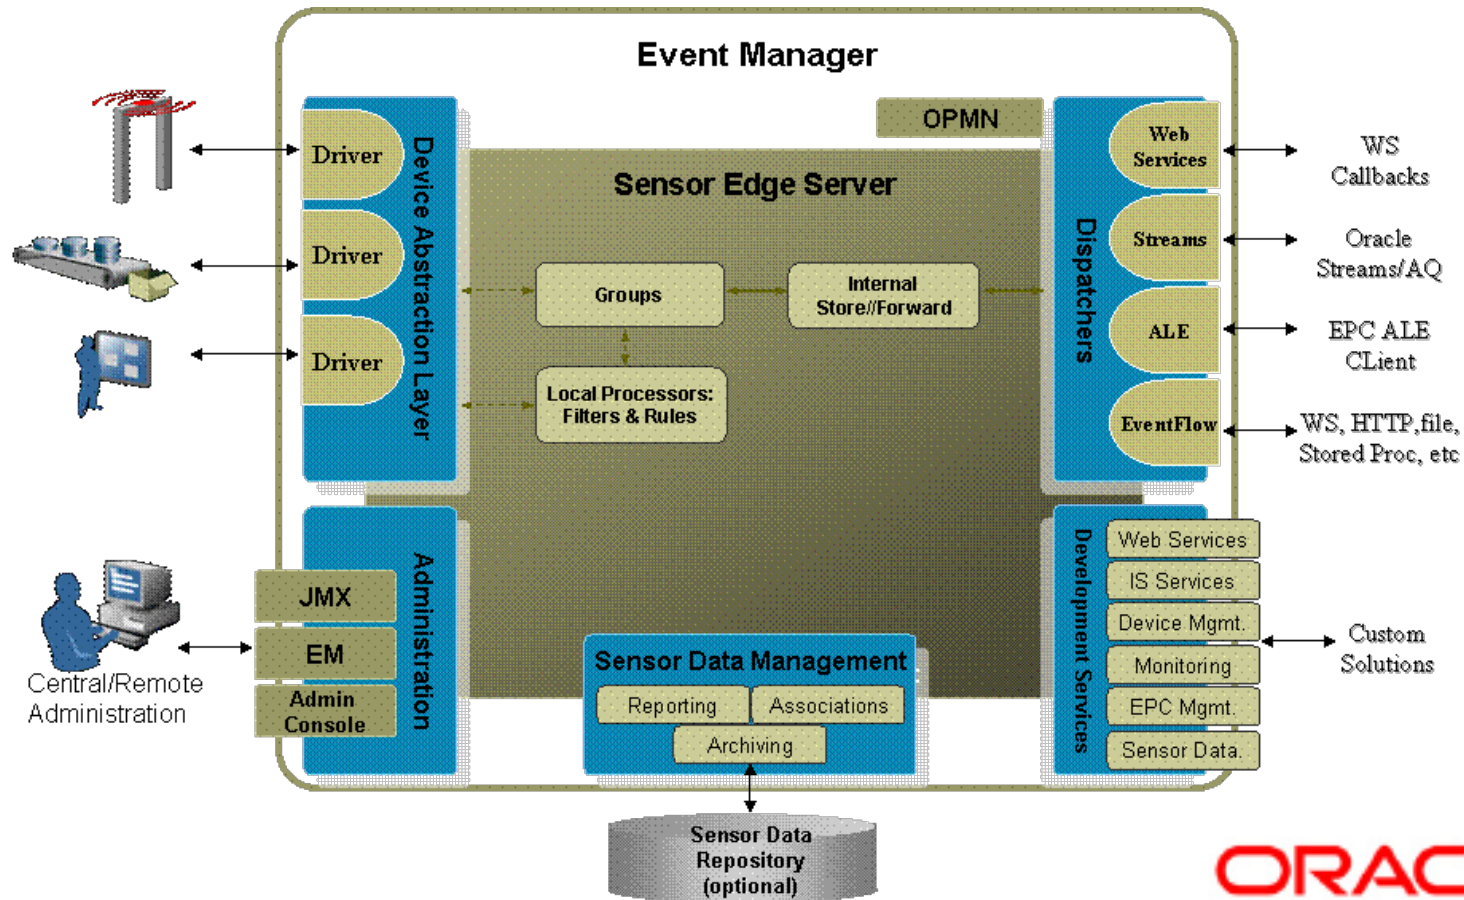 Event Manager
OPMN
Sensor Edge Server
Device Abstraction Layer
Driver
Driver
Driver
Groups
Internal
Store//Forward
Local Processors:
Filters & Rules
Dispatchers
Web
Services
Streams
ALE
EventFlow
WS
Callbacks
Oracle
Streams/AQ
EPC ALE
CLient
WS, HTTP,file,
Stored Proc, etc
Administration
JMX
EM
Admin
Console
Central/Remote
Administration
Sensor Data Management
Reporting
Associations
Archiving
Development Services
Web Services
IS Services
Device Mgmt.
Monitoring
EPC Mgmt.
Sensor Data.
Custom
Solutions
Sensor Data
Repository
(optional)
ORAC